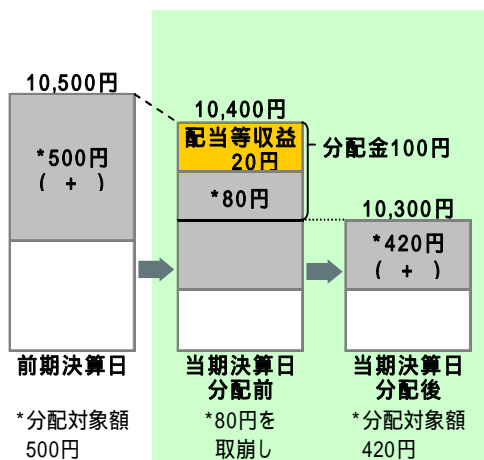 10,500円
10,400円
配当等収益
20円
分配金100円
*500円
( + )
*80円
10,300円
*420円
( + )
前期決算日
当期決算日
分配前
当期決算日
分配後
*分配対象額
500円
*80円を
取崩し
*分配対象額
420円